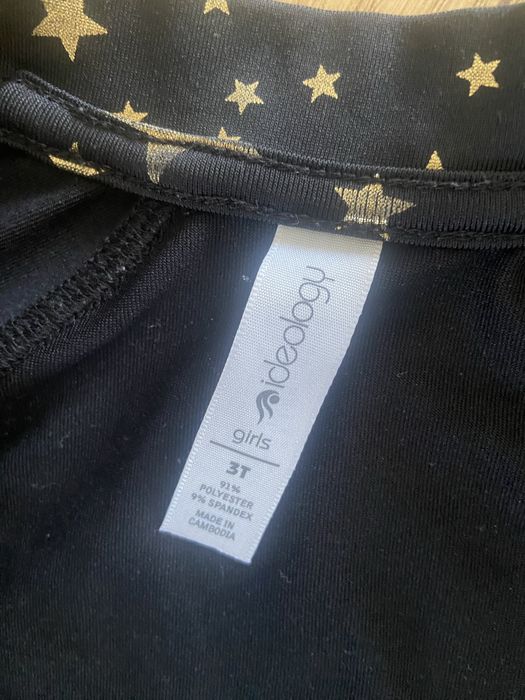 ideology
girls
3T
91%
POLYESTER
9% SPANDEX
MADE IN
CAMBODIA